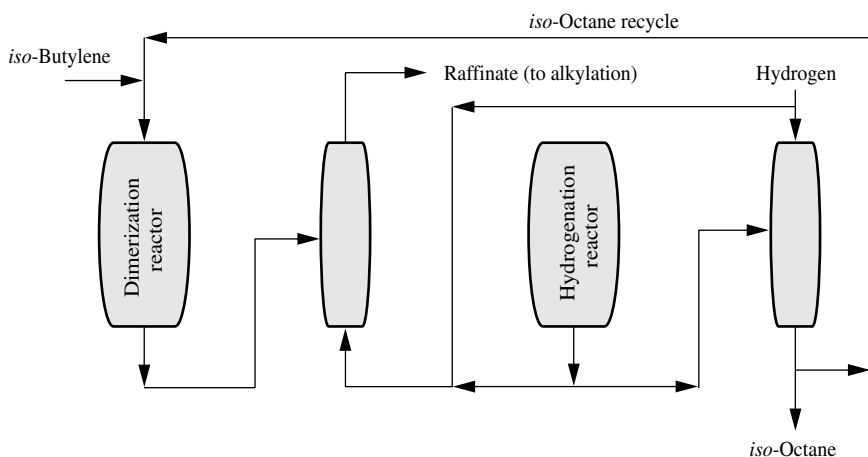 iso-Octane recycle
iso-Butylene
Raffinate (to alkylation)
Hydrogen
Dimerization
reactor
Hydrogenation
reactor
iso-Octane